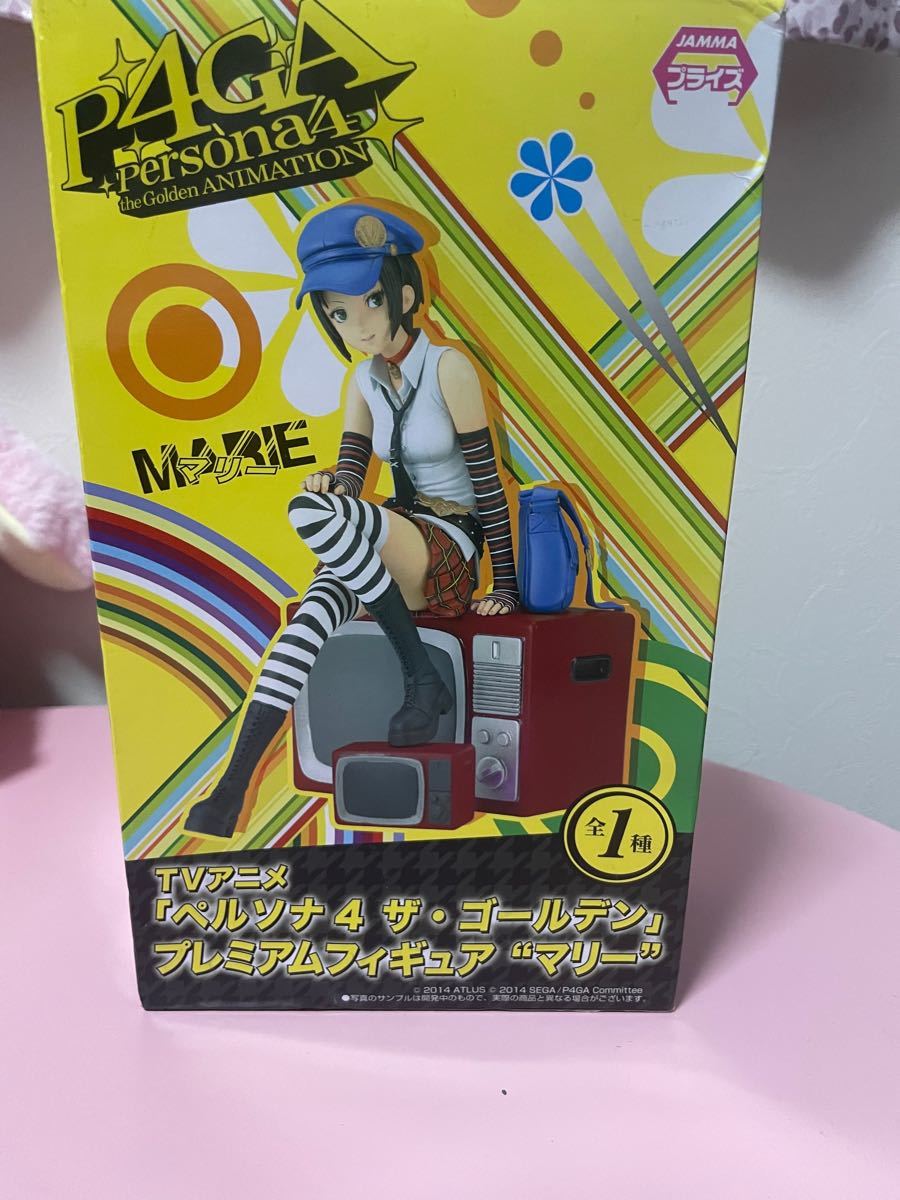 P4GA
Persona4
the Golden ANIMATION
JAMMA
プライズ
MARIE
マリー
全1種
TVアニメ
「ペルソナ4 ザ・ゴールデン」
プレミアムフィギュア “マリー”
© 2014 ATLUS © 2014 SEGA/P4GA Committee
●写真のサンプルは開発中のもので、実際の商品と異なる場合がございます。